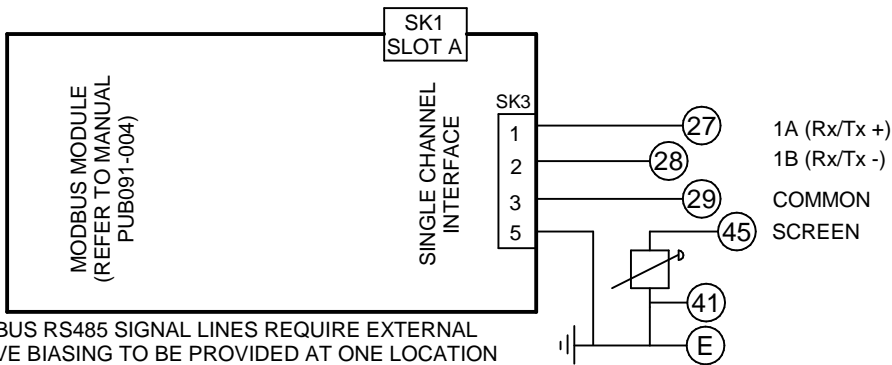 SK1
SLOT A
MODBUS MODULE
(REFER TO MANUAL
PUB091-004)
SINGLE CHANNEL
INTERFACE
SK3
1
27
1A (Rx/Tx +)
2
28
1B (Rx/Tx -)
3
29
COMMON
5
45
SCREEN
41
E
BUS RS485 SIGNAL LINES REQUIRE EXTERNAL
VE BIASING TO BE PROVIDED AT ONE LOCATION